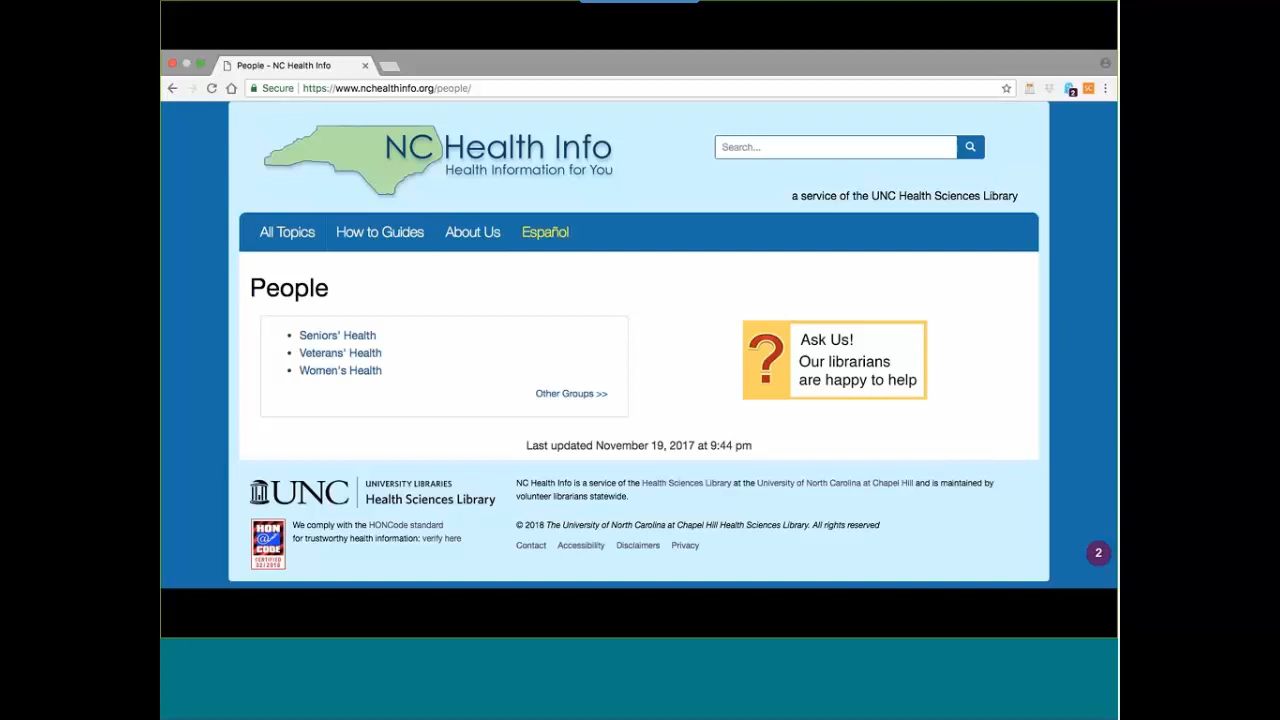 People - NC Health Info
Secure https://www.nchealthinfo.org/people/
2
NC Health Info
Health Information for You
Search...
a service of the UNC Health Sciences Library
All Topics How to Guides About Us Español
People
Seniors' Health
Veterans' Health
Women's Health
Other Groups >>
Ask Us!
Our librarians
are happy to help
Last updated November 19, 2017 at 9:44 pm
UNC
UNIVERSITY LIBRARIES
Health Sciences Library
NC Health Info is a service of the Health Sciences Library at the University of North Carolina at Chapel Hill and is maintained by
volunteer librarians statewide.
HON
@
CODE
CERTIFIED
We comply with the HONCode standard
for trustworthy health information: verify here
© 2018 The University of North Carolina at Chapel Hill Health Sciences Library. All rights reserved
Contact Accessibility Disclaimers Privacy
2